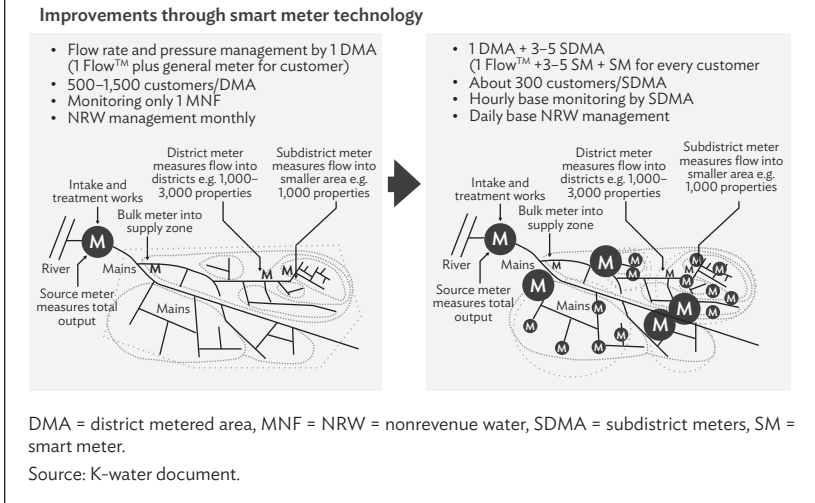 Improvements through smart meter technology
• Flow rate and pressure management by 1 DMA
(1 Flow™ plus general meter for customer)
• 500–1,500 customers/DMA
• Monitoring only 1 MNF
• NRW management monthly
District meter
measures flow into
districts e.g. 1,000–
3,000 properties
Subdistrict meter
measures flow into
smaller area e.g.
1,000 properties
Intake and
treatment works
Bulk meter into
supply zone
M
River
Mains
M
M
M
Source meter
measures total
output
Mains
• 1 DMA + 3–5 SDMA
(1 Flow™ +3–5 SM + SM for every customer
• About 300 customers/SDMA
• Hourly base monitoring by SDMA
• Daily base NRW management
District meter
measures flow into
districts e.g. 1,000–
3,000 properties
Subdistrict meter
measures flow into
smaller area e.g.
1,000 properties
Intake and
treatment works
Bulk meter into
supply zone
M
River
Mains
M
M
M
M
M
M
M
M
M
M
M
M
Source meter
measures total
output
M
Mains
M
M
M
M
M
M
M
M
DMA = district metered area, MNF = NRW = nonrevenue water, SDMA = subdistrict meters, SM =
smart meter.
Source: K-water document.